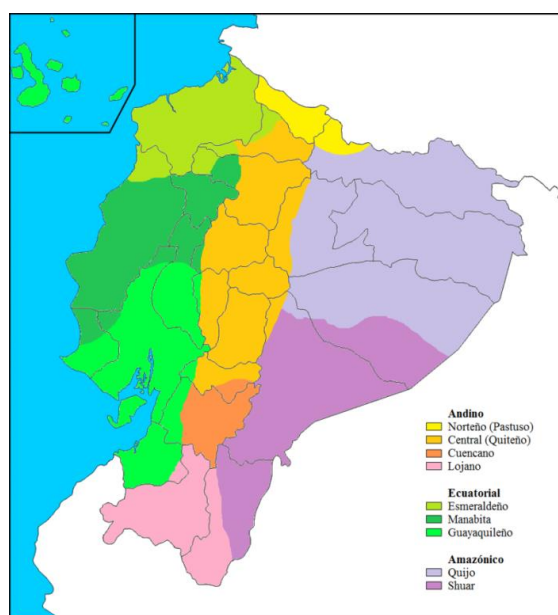 Andino
Norteño (Pastuso)
Central (Quiteño)
Cuencano
Lojano
Ecuatorial
Esmeraldeño
Manabita
Guayaquileño
Amazónico
Quijo
Shuar